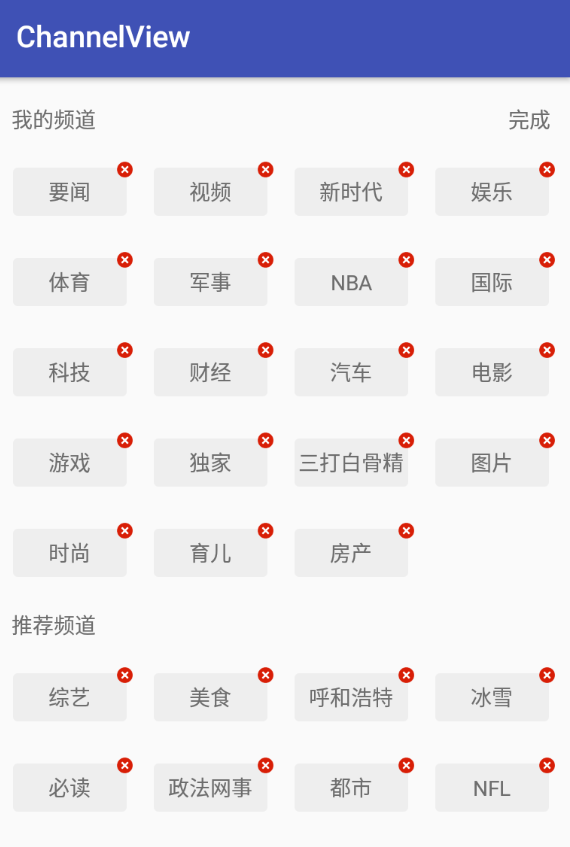 ChannelView
我的频道 完成
要闻 视频 新时代 娱乐
体育 军事 NBA 国际
科技 财经 汽车 电影
游戏 独家 三打白骨精 图片
时尚 育儿 房产
推荐频道
综艺 美食 呼和浩特 冰雪
必读 政法网事 都市 NFL